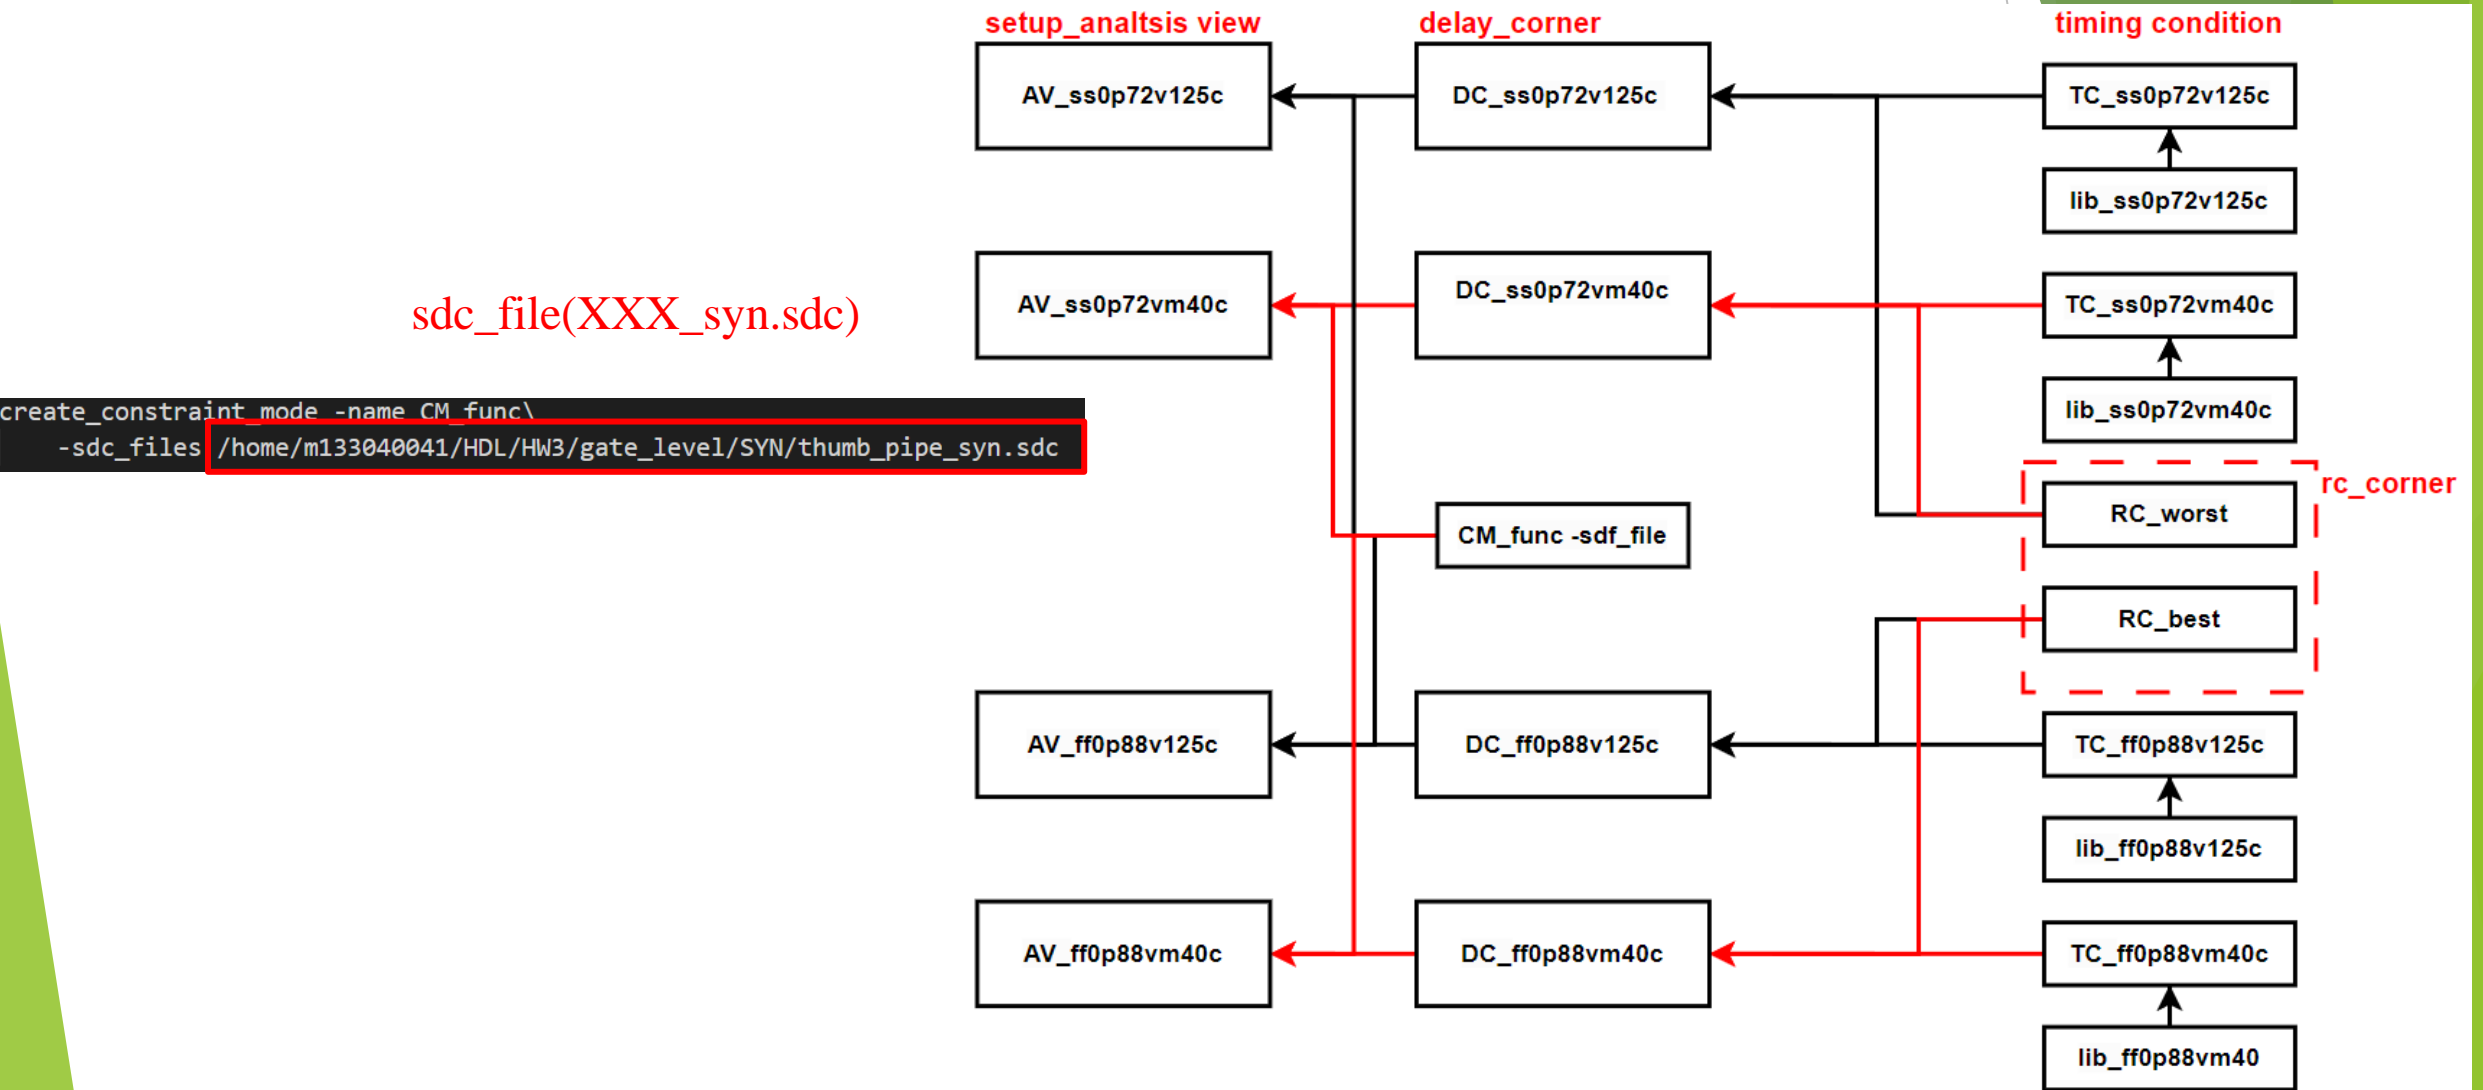 setup_analtsis view
delay_corner
timing condition
AV_ss0p72v125c
DC_ss0p72v125c
TC_ss0p72v125c
lib_ss0p72v125c
sdc_file(XXX_syn.sdc)
AV_ss0p72vm40c
DC_ss0p72vm40c
TC_ss0p72vm40c
lib_ss0p72vm40c
create_constraint_mode -name CM_func\
-sdc_files /home/m133040041/HDL/HW3/gate_level/SYN/thumb_pipe_syn.sdc
rc_corner
RC_worst
CM_func -sdf_file
RC_best
AV_ff0p88v125c
DC_ff0p88v125c
TC_ff0p88v125c
lib_ff0p88v125c
AV_ff0p88vm40c
DC_ff0p88vm40c
TC_ff0p88vm40c
lib_ff0p88vm40